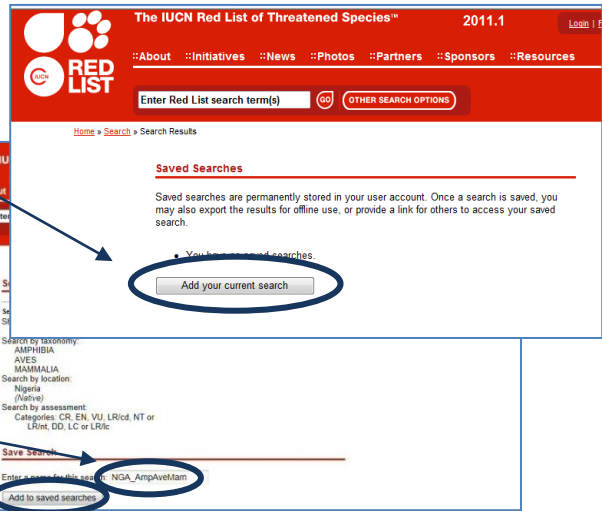 The IUCN Red List of Threatened Species™
2011.1
Login |
::About ::Initiatives ::News ::Photos ::Partners ::Sponsors ::Resources
IUCN
RED
LIST
Enter Red List search term(s)
GO
OTHER SEARCH OPTIONS
Home » Search » Search Results
Saved Searches
Saved searches are permanently stored in your user account. Once a search is saved, you
may also export the results for offline use, or provide a link for others to access your saved
search.
• You have no saved searches.
Add your current search
Search by taxonomy:
AMPHIBIA
AVES
MAMMALIA
Search by location:
Nigeria
(Native)
Search by assessment:
Categories: CR, EN, VU, LR/cd, NT or
LR/nt, DD, LC or LR/lc
Save Search
Enter a name for this search: NGA_AmpAveMam
Add to saved searches